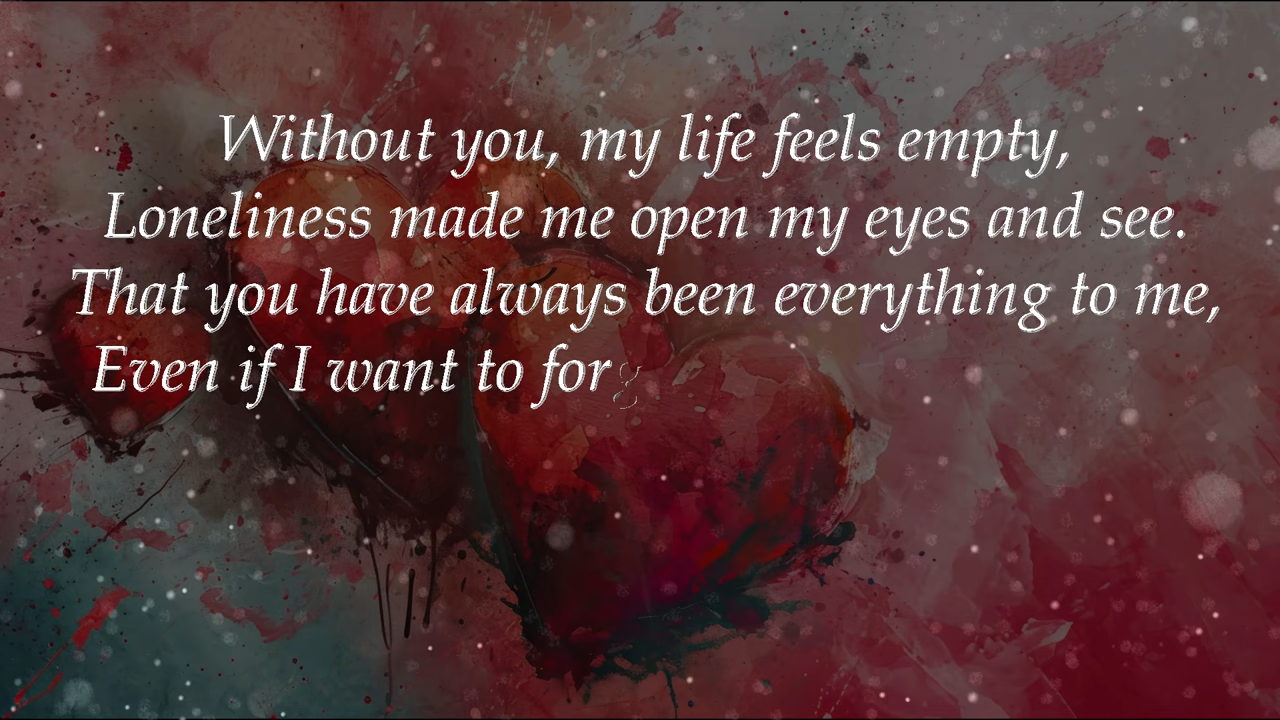 Without you, my life feels empty,
Loneliness made me open my eyes and see.
That you have always been everything to me,
Even if I want to forg